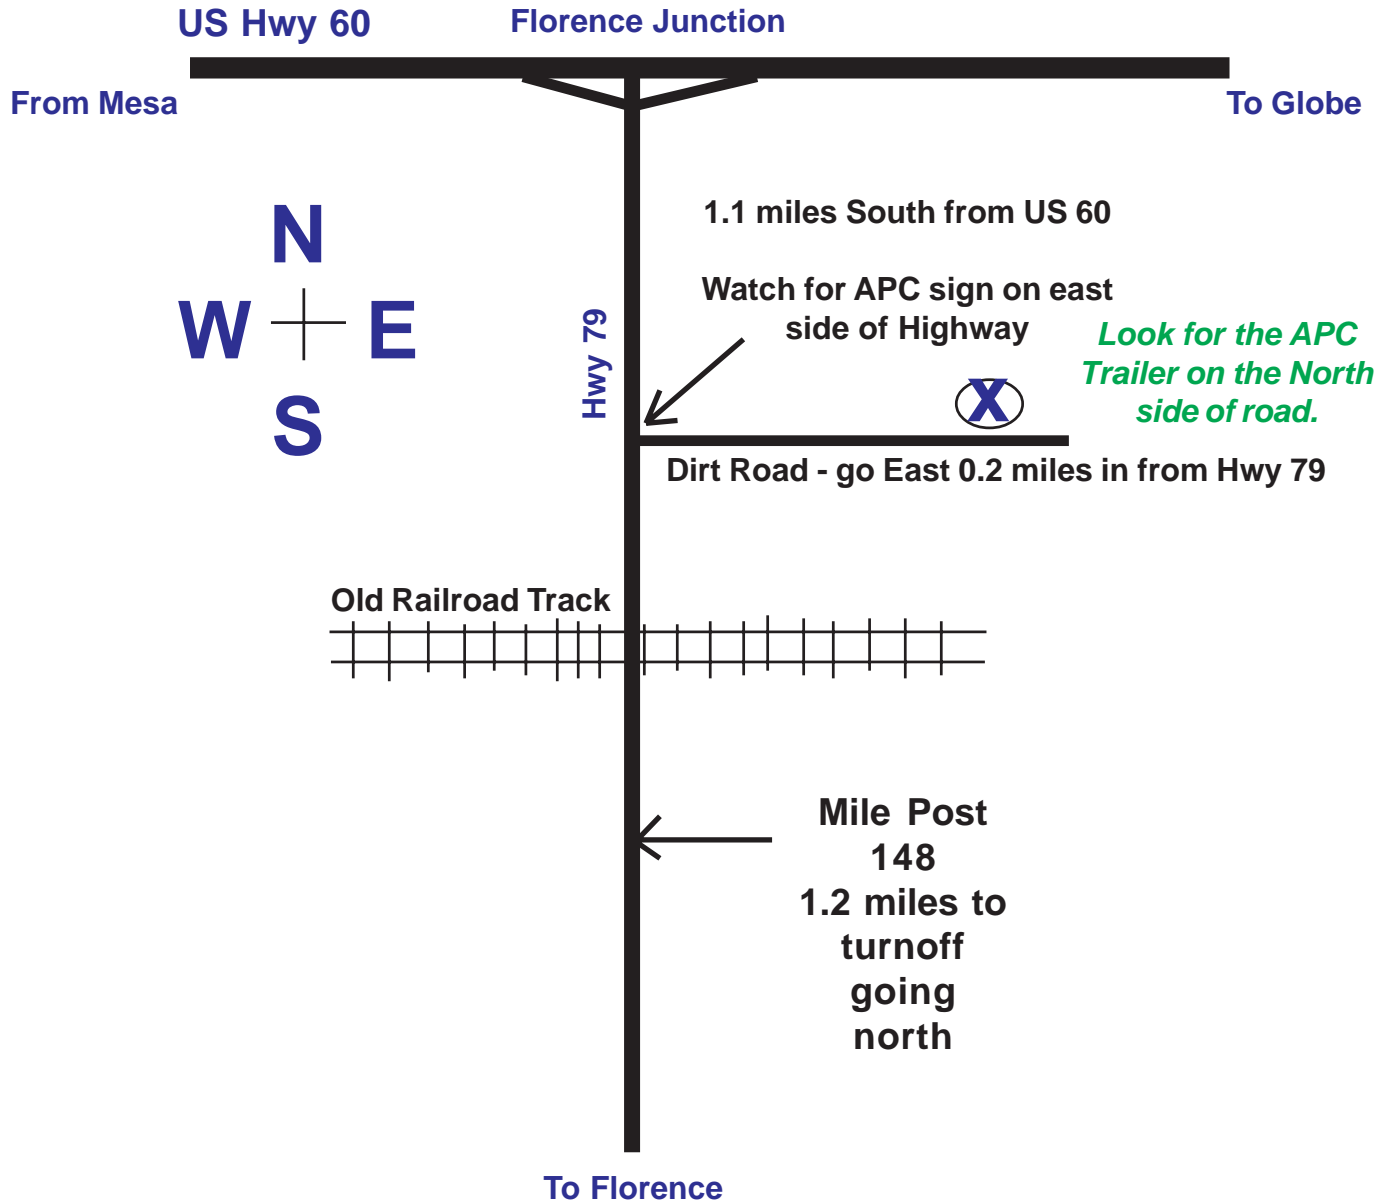 US Hwy 60
Florence Junction
From Mesa
To Globe
N
W E
S
1.1 miles South from US 60
Watch for APC sign on east
side of Highway
Hwy 79
Look for the APC
Trailer on the North
side of road.
X
Dirt Road - go East 0.2 miles in from Hwy 79
Old Railroad Track
Mile Post
148
1.2 miles to
turnoff
going
north
To Florence